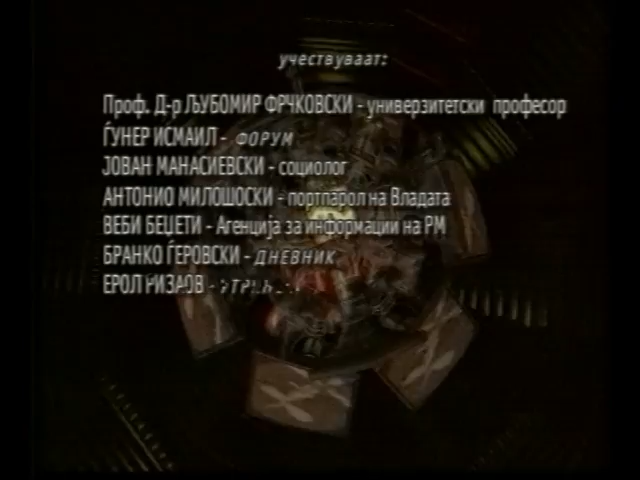 учествуваат:
Проф. Д-р ЉУБОМИР ФРЧКОВСКИ - универзитетски професор
ЃУНЕР ИСМАИЛ - ФОРУМ
ЈОВАН МАНАСИЕВСКИ - социолог
АНТОНИО МИЛОШОСКИ - портпарол на Владата
ВЕБИ БЕЏЕТИ - Агенција за информации на РМ
БРАНКО ЃЕРОВСКИ - ДНЕВНИК
ЕРОЛ РИЗАОВ -